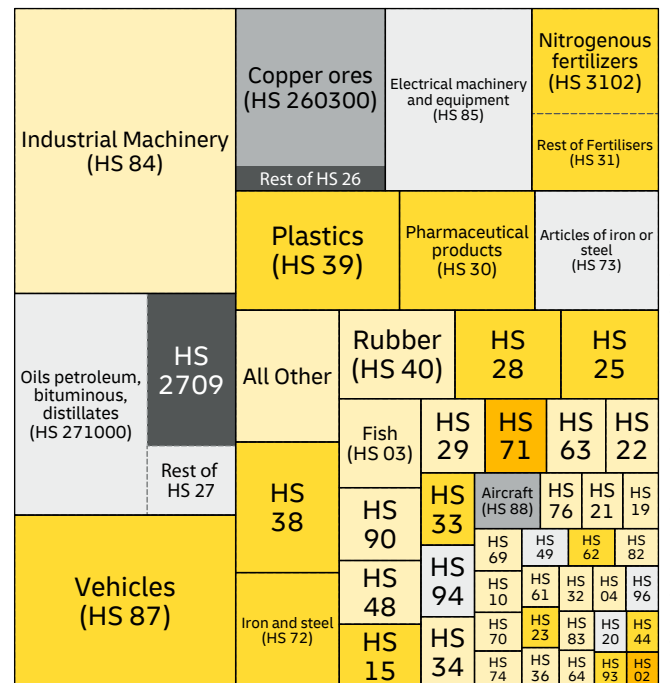 Industrial Machinery
(HS 84)
Copper ores
(HS 260300)
Rest of HS 26
Electrical machinery
and equipment
(HS 85)
Nitrogenous
fertilizers
(HS 3102)
Rest of Fertilisers
(HS 31)
Plastics
(HS 39)
Pharmaceutical
products
(HS 30)
Articles of iron or
steel
(HS 73)
Oils petroleum,
bituminous,
distillates
(HS 271000)
HS
2709
Rest of
HS 27
Vehicles
(HS 87)
All Other
Rubber
(HS 40)
HS
28
HS
25
HS
38
Iron and steel
(HS 72)
Fish
(HS 03)
HS
29
HS
71
HS
63
HS
22
HS
90
HS
33
Aircraft
(HS 88)
HS
76
HS
21
HS
19
HS
48
HS
94
HS
69
HS
49
HS
62
HS
82
HS
10
HS
61
HS
32
HS
04
HS
96
HS
15
HS
34
HS
70
HS
23
HS
83
HS
20
HS
44
HS
74
HS
36
HS
64
HS
93
HS
02